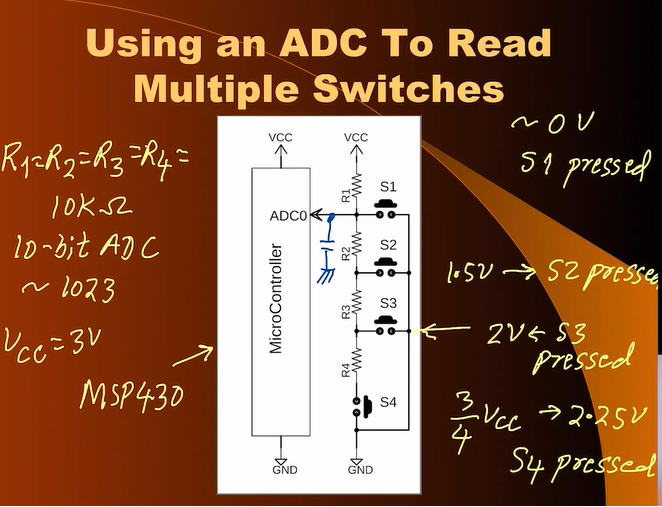 Using an ADC To Read
Multiple Switches
R1=R2=R3=R4=
10KΩ
10-bit ADC
~ 1023
VCC = 3V
MSP430
VCC
VCC
R1
S1
ADC0
R2
S2
MicroController
R3
S3
R4
S4
GND
GND
~ 0V
S1 pressed
1.5V → S2 pressed
2V ← S3
pressed
3/4 VCC → 2.25V
S4 pressed